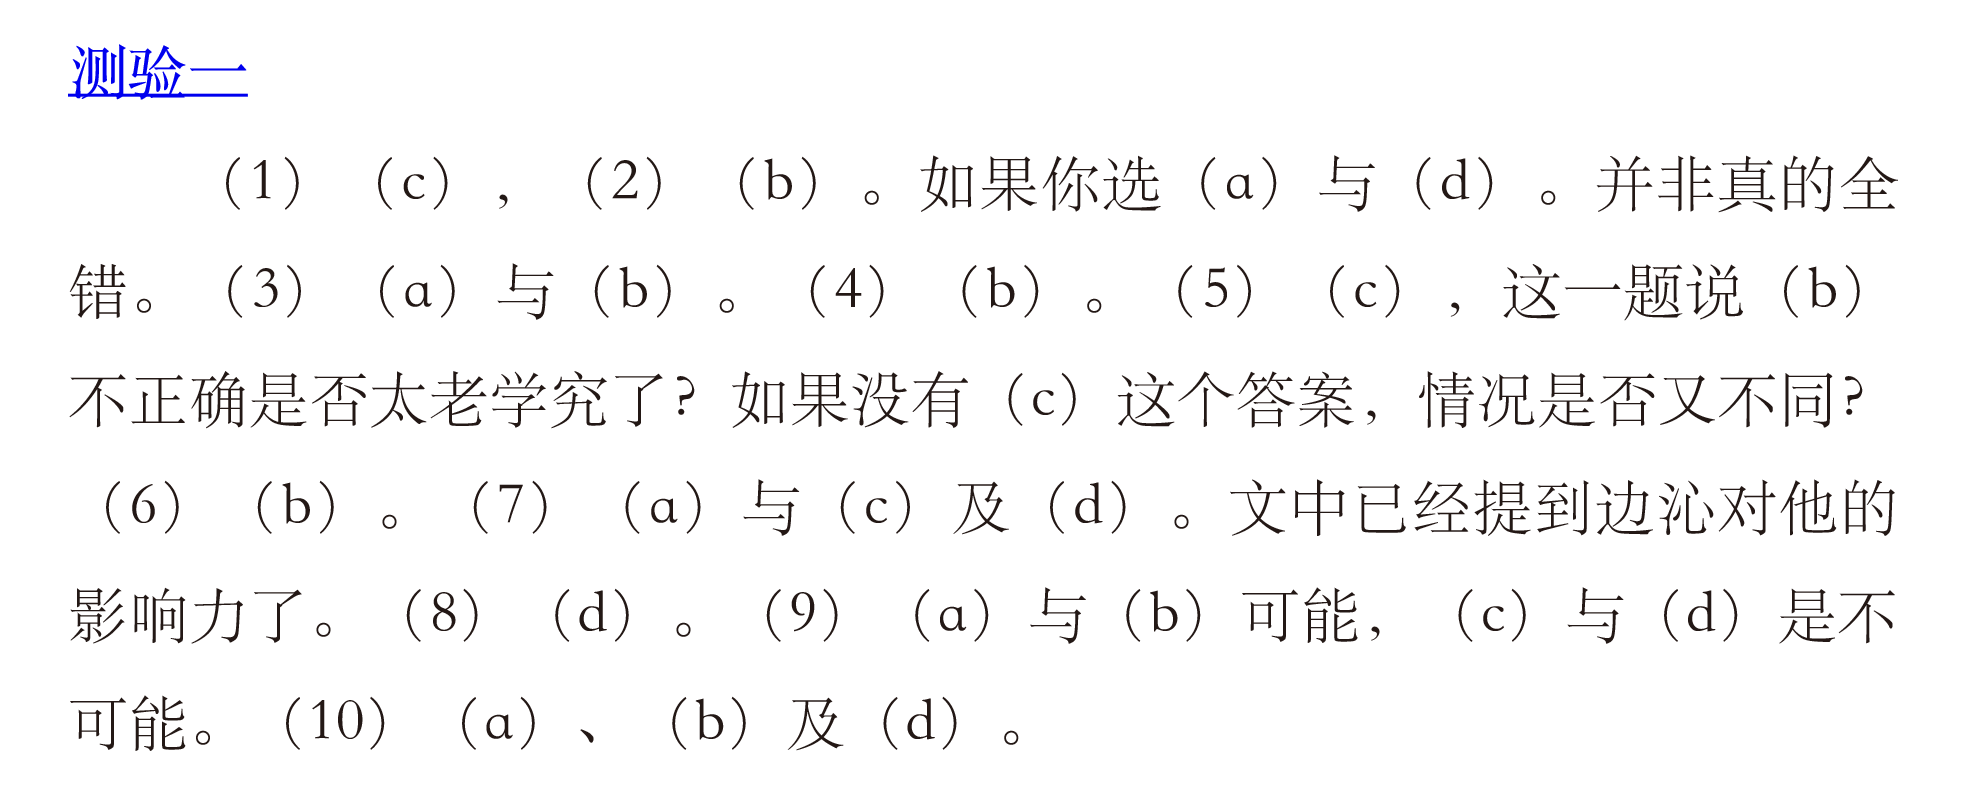 测验一
（1）（c），（2）（b）。如果你选（a）与（d）。并非真的全
错。（3）（a）与（b）。（4）（b）。（5）（c），这一题说（b）
不正确是否太老学究了？如果没有（c）这个答案，情况是否又不同？
（6）（b）。（7）（a）与（c）及（d）。文中已经提到边沁对他的
影响力了。（8）（d）。（9）（a）与（b）可能，（c）与（d）是不
可能。（10）（a）、（b）及（d）。